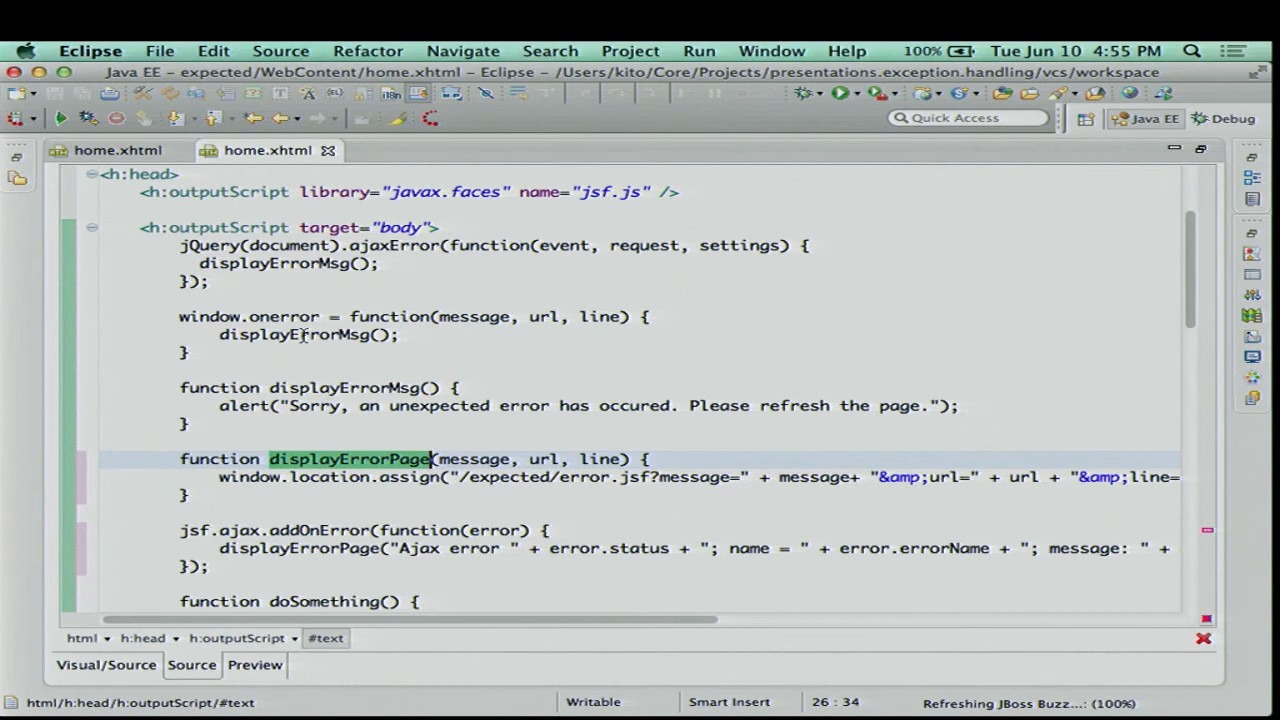 Eclipse File Edit Source Refactor Navigate Search Project Run Window Help 100% Tue Jun 10 4:55 PM
Java EE - expected/WebContent/home.xhtml - Eclipse - /Users/kito/Core/Projects/presentations.exception.handling/vcs/workspace
Quick Access Java EE Debug
home.xhtml home.xhtml
<h:head>
<h:outputScript library="javax.faces" name="jsf.js" />
<h:outputScript target="body">
jQuery(document).ajaxError(function(event, request, settings) {
displayErrorMsg();
});
window.onerror = function(message, url, line) {
displayErrorMsg();
}
function displayErrorMsg() {
alert("Sorry, an unexpected error has occured. Please refresh the page.");
}
function displayErrorPage(message, url, line) {
window.location.assign("/expected/error.jsf?message=" + message+ "&amp;url=" + url + "&amp;line=
}
jsf.ajax.addOnError(function(error) {
displayErrorPage("Ajax error " + error.status + "; name = " + error.errorName + "; message: " +
});
function doSomething() {
html h:head h:outputScript #text
Visual/Source Source Preview
html/h:head/h:outputScript/#text Writable Smart Insert 26 : 34 Refreshing JBoss Buzz...: (100%)